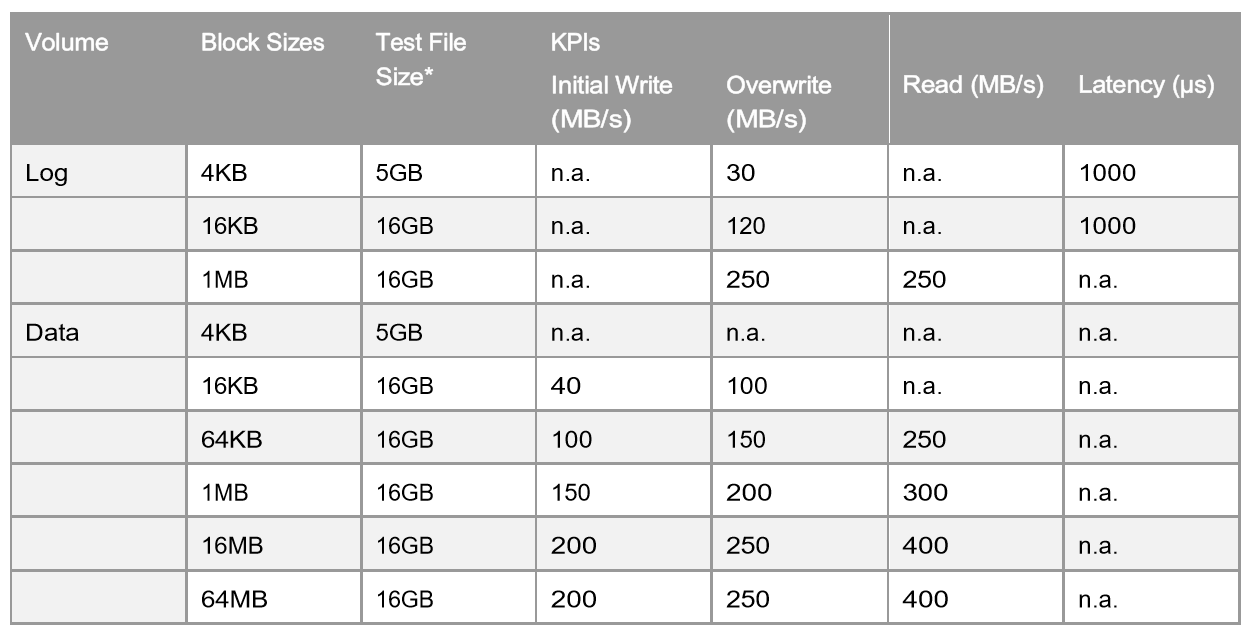 Volume Block Sizes Test File Size* KPIs
Initial Write (MB/s) Overwrite (MB/s) Read (MB/s) Latency (µs)
Log 4KB 5GB n.a. 30 n.a. 1000
16KB 16GB n.a. 120 n.a. 1000
1MB 16GB n.a. 250 250 n.a.
Data 4KB 5GB n.a. n.a. n.a. n.a.
16KB 16GB 40 100 n.a. n.a.
64KB 16GB 100 150 250 n.a.
1MB 16GB 150 200 300 n.a.
16MB 16GB 200 250 400 n.a.
64MB 16GB 200 250 400 n.a.